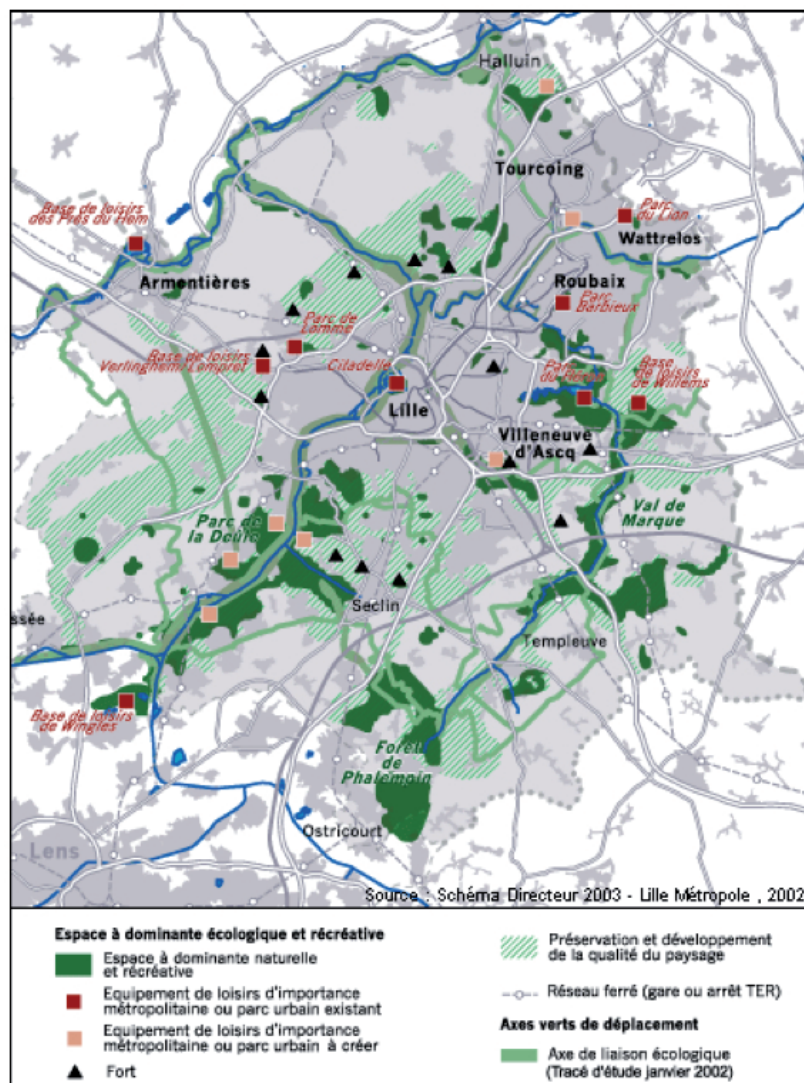 Halluin
Tourcoing
Base de loisirs
des Prés du Hem
Parc
du Lion
Wattrelos
Armentières
Roubaix
Parc
Barbieux
Parc de
Lomme
Base de loisirs
Verlinghem/Lompret
Citadelle
Parc
du Héron
Base
de loisirs
de Willems
Lille
Villeneuve
d'Ascq
Parc de
la Deûle
Val de
Marque
Seclin
ssée
Templeuve
Base de loisirs
de Wingles
Forêt
de
Phalempin
Ostricourt
Lens
Source : Schéma Directeur 2003 - Lille Métropole , 2002
Espace à dominante écologique et récréative
Espace à dominante naturelle
et récréative
Equipement de loisirs d'importance
métropolitaine ou parc urbain existant
Equipement de loisirs d'importance
métropolitaine ou parc urbain à créer
Fort
Préservation et développement
de la qualité du paysage
Réseau ferré (gare ou arrêt TER)
Axes verts de déplacement
Axe de liaison écologique
(Tracé d'étude janvier 2002)